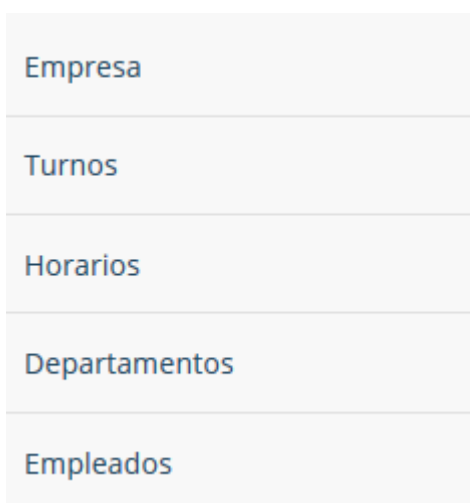 Empresa
Turnos
Horarios
Departamentos
Empleados